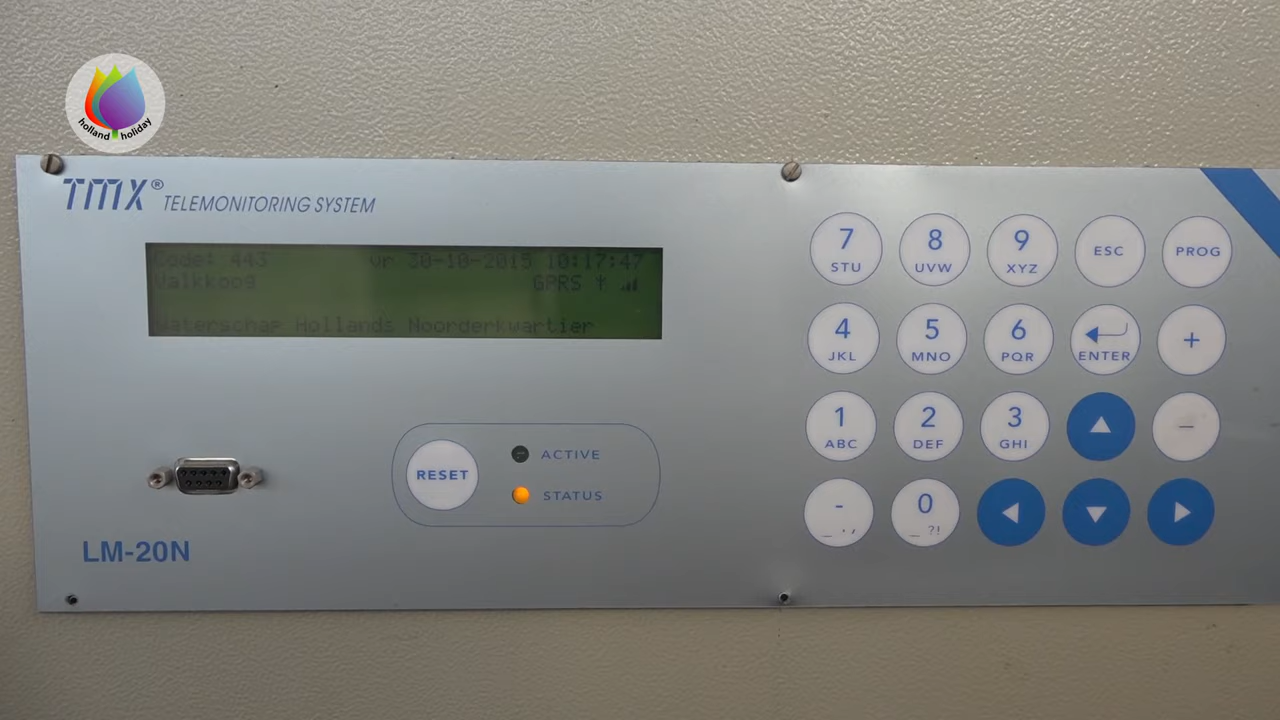 holland holiday
TMX® TELEMONITORING SYSTEM
Code: 443 vr 30-10-2015 10:17:47
Valkkoog GPRS
Waterschap Hollands Noorderkwartier
RESET
ACTIVE
STATUS
LM-20N
7 8 9 ESC PROG
STU UVW XYZ
4 5 6 +
JKL MNO PQR ENTER
1 2 3 -
ABC DEF GHI
- 0
_ . , _ ?!